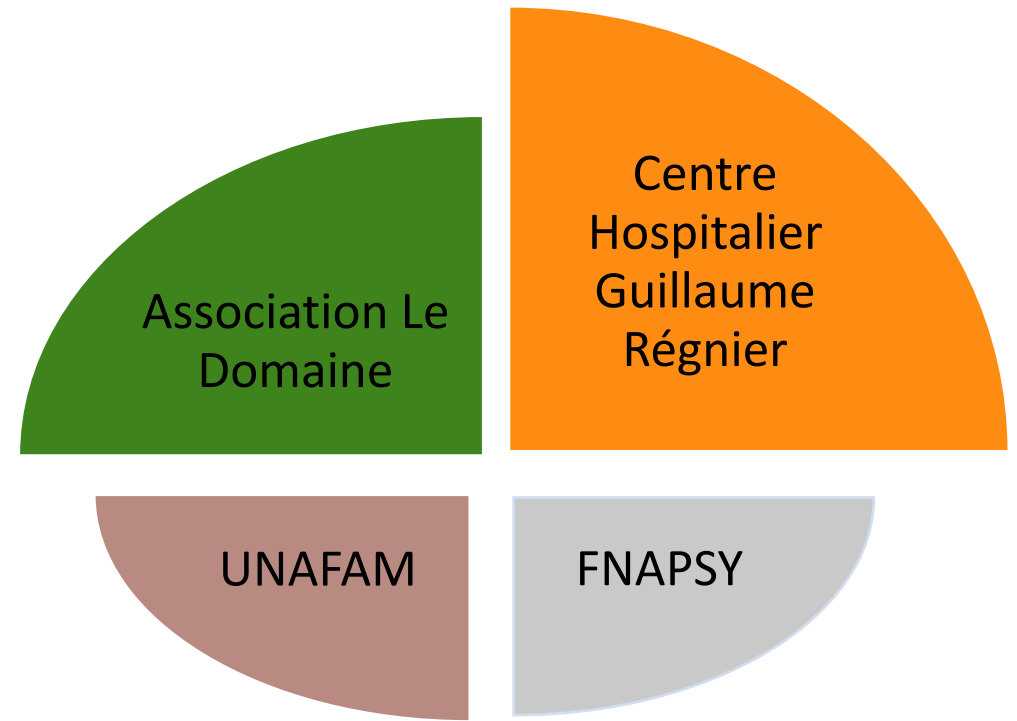 Centre
Hospitalier
Guillaume
Régnier
Association Le
Domaine
UNAFAM
FNAPSY